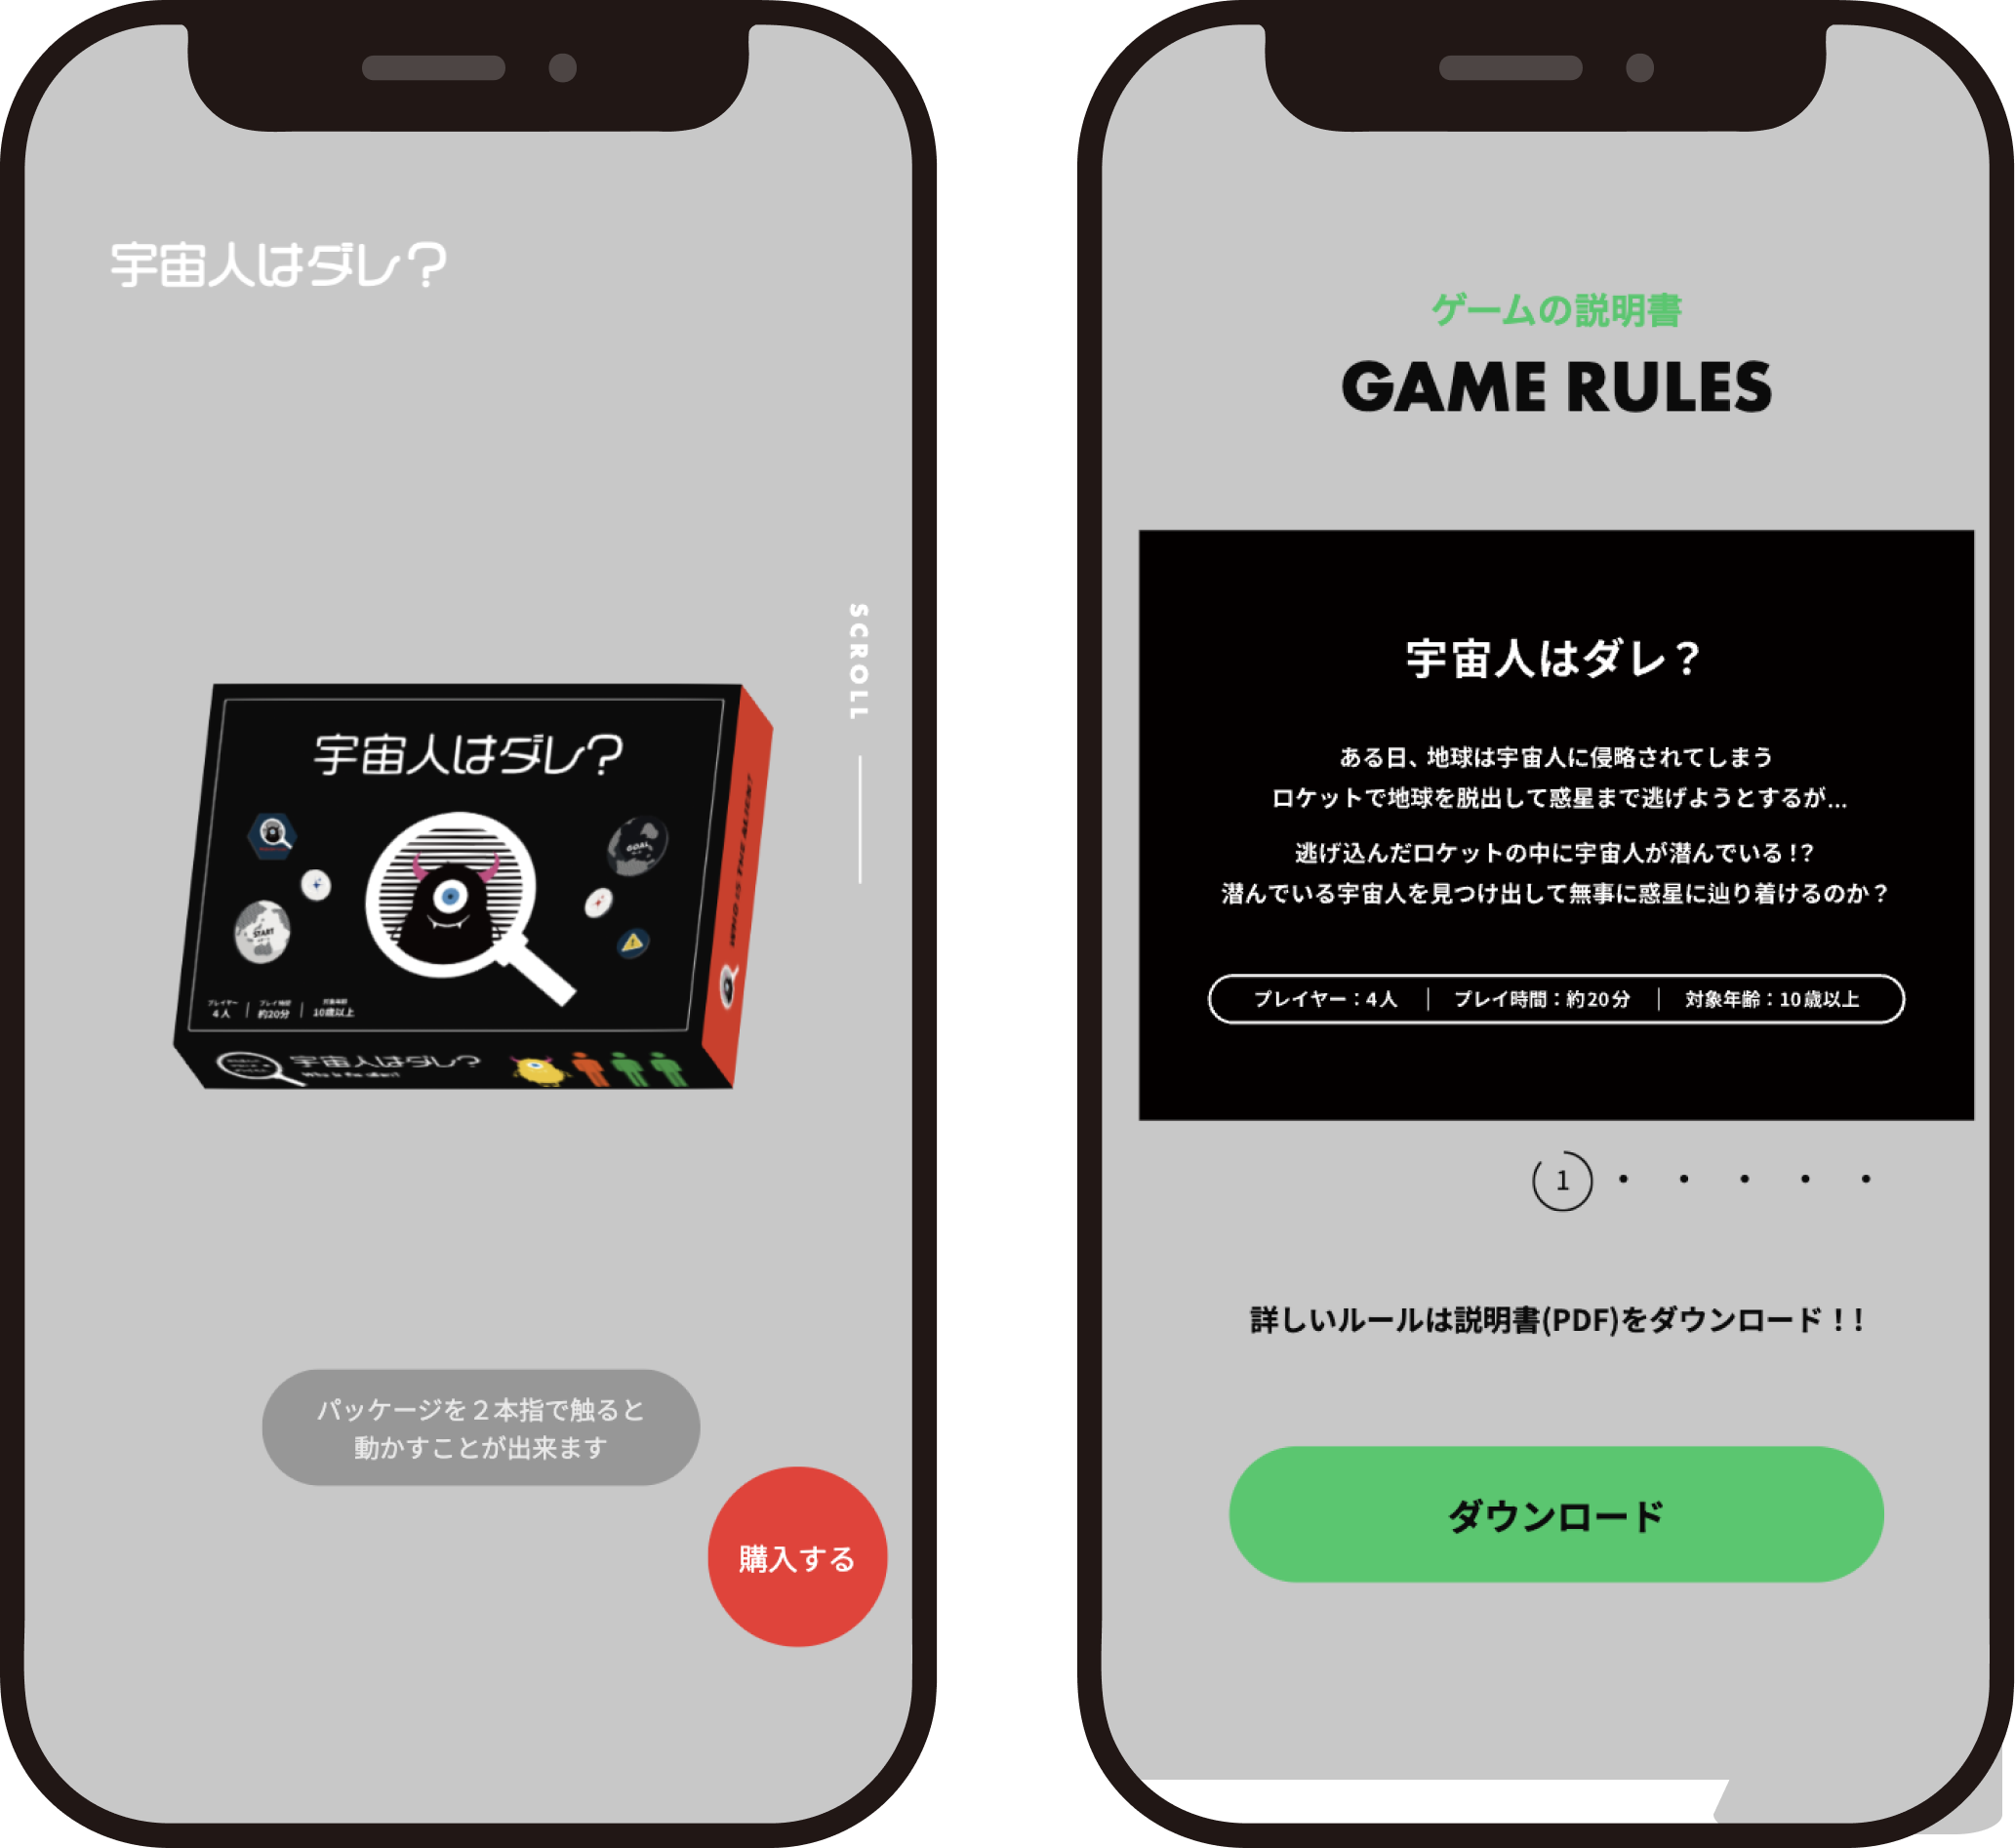 宇宙人はダレ？
SCROLL
宇宙人はダレ？
GOAL
START
プレイヤー
4人
プレイ時間
約20分
対象年齢
10歳以上
WHO IS THE ALIEN?
宇宙人はダレ？
Who is the alien?
パッケージを２本指で触ると
動かすことが出来ます
購入する
ゲームの説明書
GAME RULES
宇宙人はダレ？
ある日、地球は宇宙人に侵略されてしまう
ロケットで地球を脱出して惑星まで逃げようとするが...
逃げ込んだロケットの中に宇宙人が潜んでいる！？
潜んでいる宇宙人を見つけ出して無事に惑星に辿り着けるのか？
プレイヤー：4人 | プレイ時間：約20分 | 対象年齢：10歳以上
1
詳しいルールは説明書(PDF)をダウンロード！！
ダウンロード